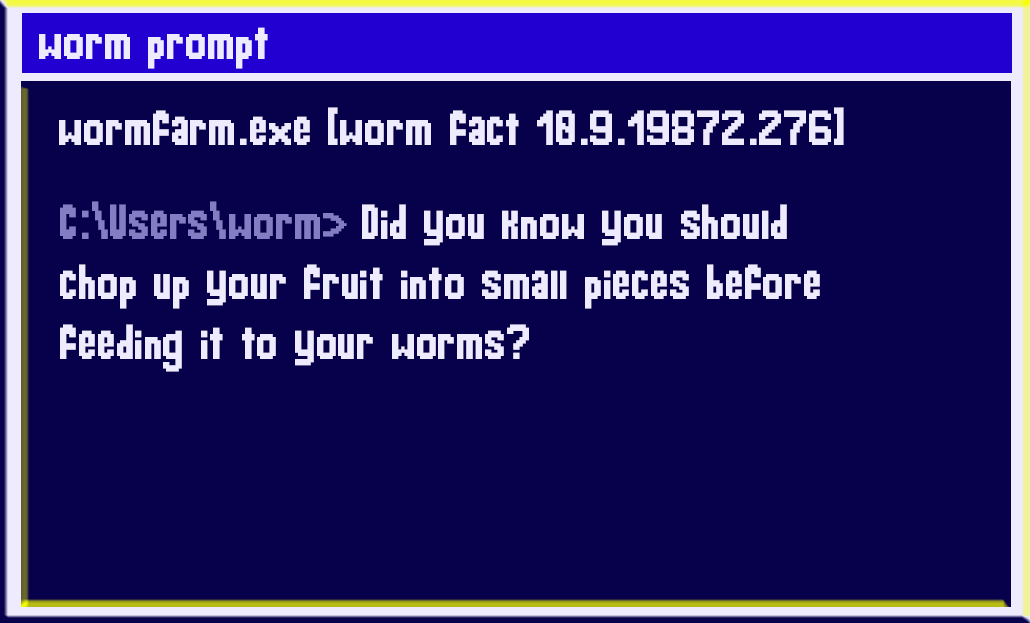 worm prompt
wormfarm.exe [worm fact 10.9.19872.276]
C:\Users\worm> Did you know you should
chop up your fruit into small pieces before
feeding it to your worms?